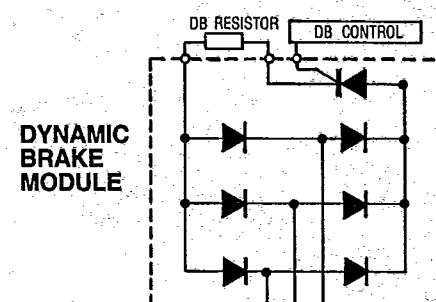 DB RESISTOR
DB CONTROL
DYNAMIC
BRAKE
MODULE